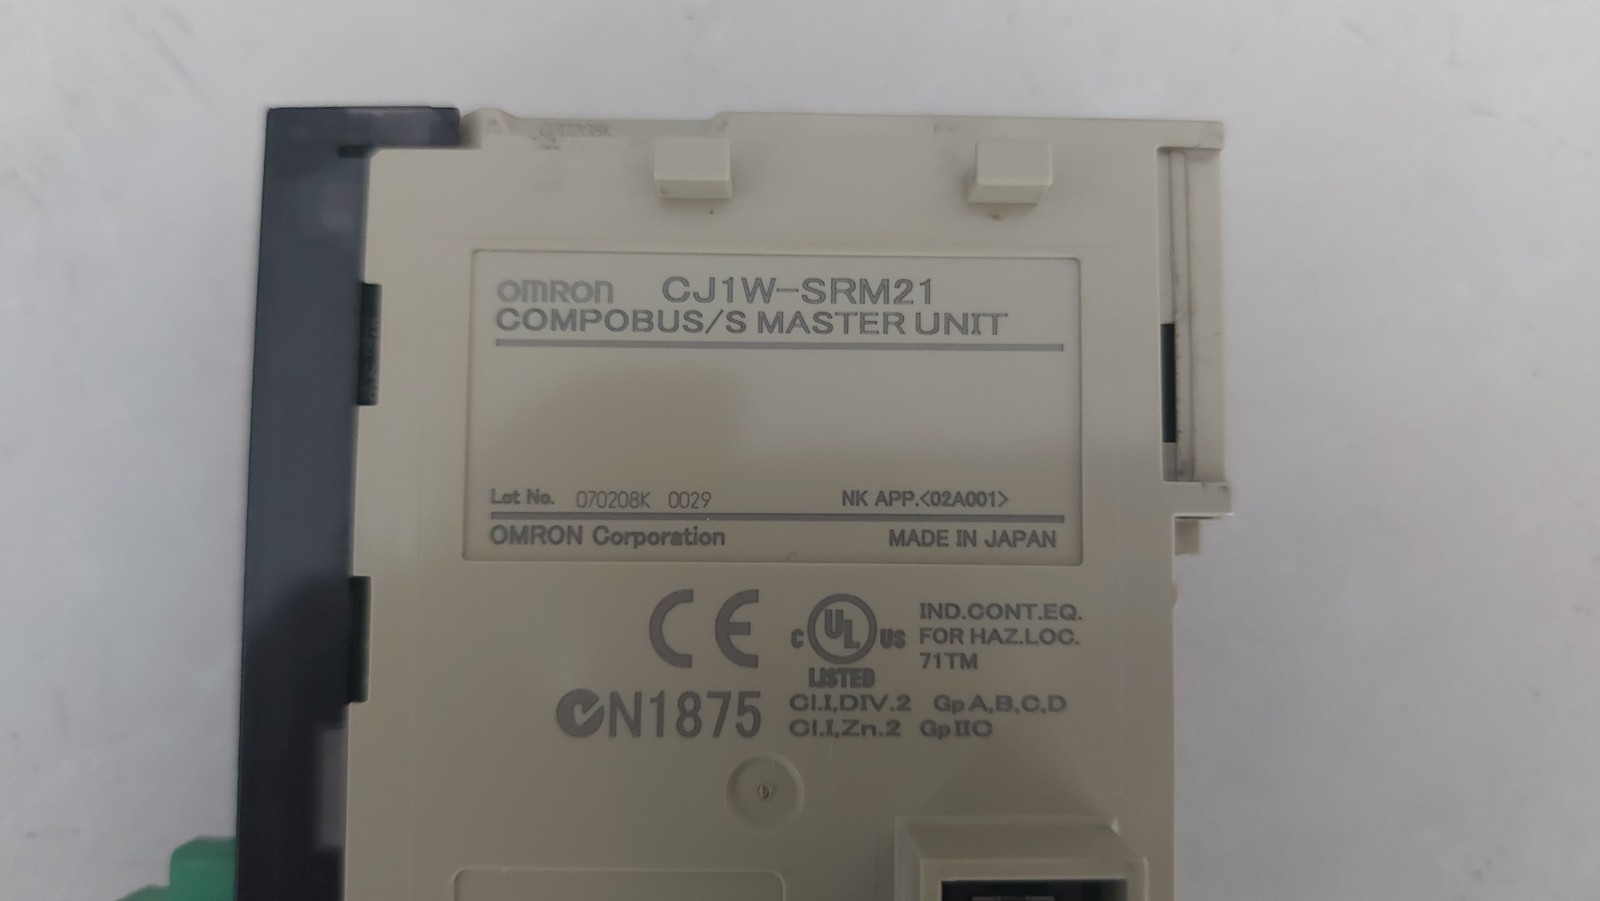 070208K
OMRON CJ1W-SRM21
COMPOBUS/S MASTER UNIT
Lot No. 070208K 0029 NK APP.<02A001>
OMRON Corporation MADE IN JAPAN
CE
C UL US
LISTED
IND.CONT.EQ.
FOR HAZ.LOC.
71TM
N1875
Cl.I,DIV.2 Gp A,B,C,D
Cl.I,Zn.2 Gp IIC